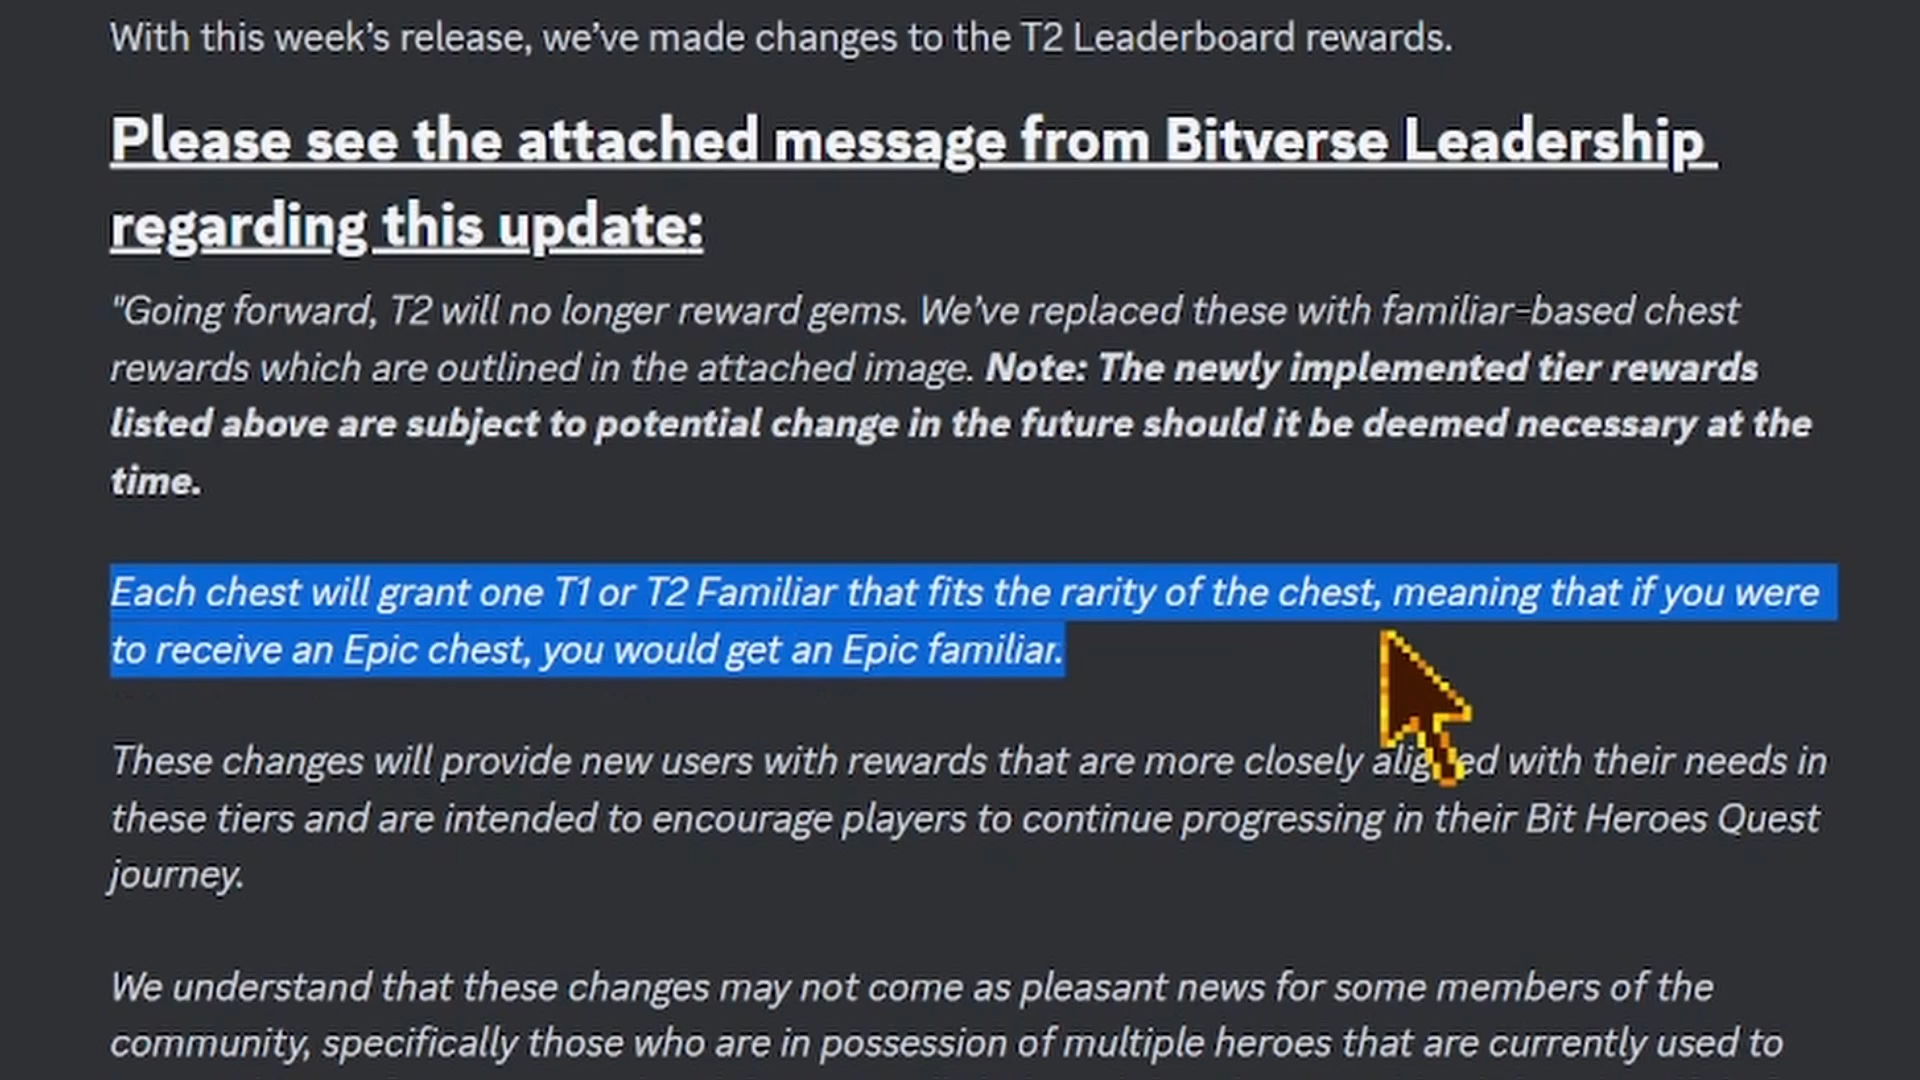 With this week’s release, we’ve made changes to the T2 Leaderboard rewards.
Please see the attached message from Bitverse Leadership
regarding this update:
"Going forward, T2 will no longer reward gems. We’ve replaced these with familiar-based chest
rewards which are outlined in the attached image. Note: The newly implemented tier rewards
listed above are subject to potential change in the future should it be deemed necessary at the
time.
Each chest will grant one T1 or T2 Familiar that fits the rarity of the chest, meaning that if you were
to receive an Epic chest, you would get an Epic familiar.
These changes will provide new users with rewards that are more closely aligned with their needs in
these tiers and are intended to encourage players to continue progressing in their Bit Heroes Quest
journey.
We understand that these changes may not come as pleasant news for some members of the
community, specifically those who are in possession of multiple heroes that are currently used to